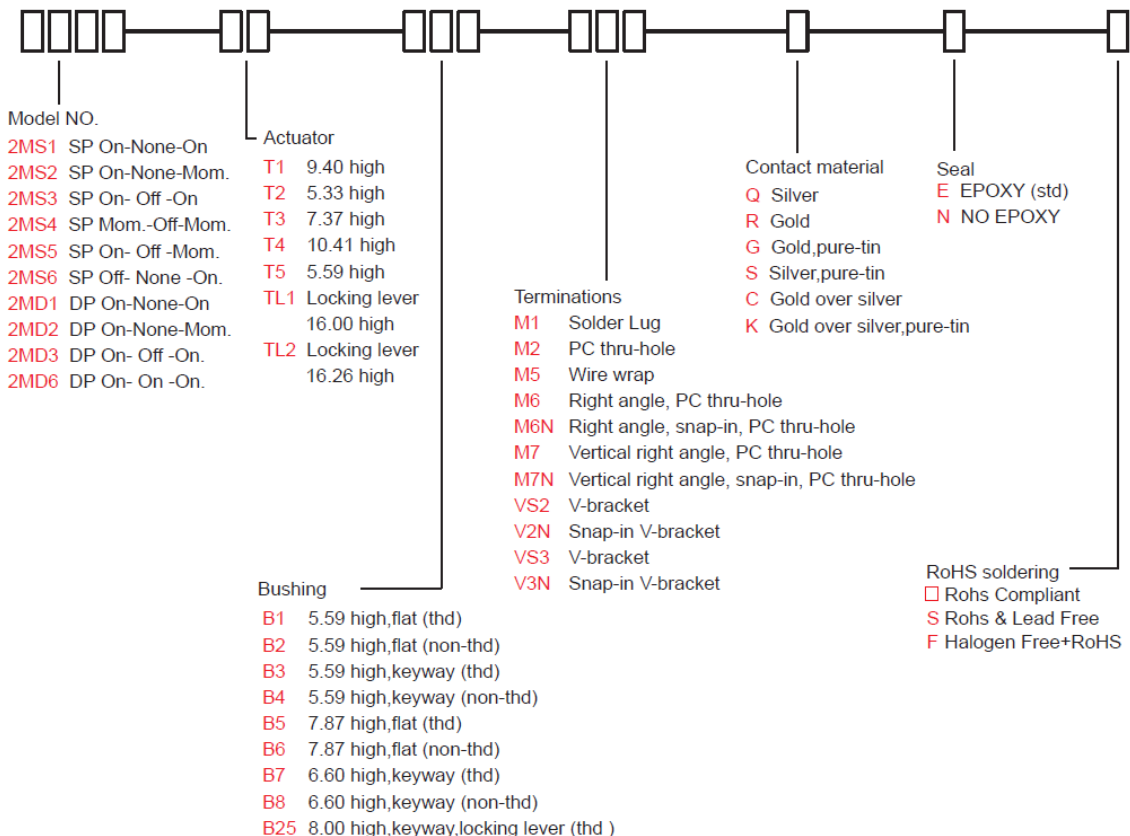 Model NO.
2MS1 SP On-None-On
2MS2 SP On-None-Mom.
2MS3 SP On- Off -On
2MS4 SP Mom.-Off-Mom.
2MS5 SP On- Off -Mom.
2MS6 SP Off- None -On.
2MD1 DP On-None-On
2MD2 DP On-None-Mom.
2MD3 DP On- Off -On.
2MD6 DP On- On -On.
Actuator
T1 9.40 high
T2 5.33 high
T3 7.37 high
T4 10.41 high
T5 5.59 high
TL1 Locking lever
16.00 high
TL2 Locking lever
16.26 high
Bushing
B1 5.59 high,flat (thd)
B2 5.59 high,flat (non-thd)
B3 5.59 high,keyway (thd)
B4 5.59 high,keyway (non-thd)
B5 7.87 high,flat (thd)
B6 7.87 high,flat (non-thd)
B7 6.60 high,keyway (thd)
B8 6.60 high,keyway (non-thd)
B25 8.00 high,keyway,locking lever (thd )
Terminations
M1 Solder Lug
M2 PC thru-hole
M5 Wire wrap
M6 Right angle, PC thru-hole
M6N Right angle, snap-in, PC thru-hole
M7 Vertical right angle, PC thru-hole
M7N Vertical right angle, snap-in, PC thru-hole
VS2 V-bracket
V2N Snap-in V-bracket
VS3 V-bracket
V3N Snap-in V-bracket
Contact material
Q Silver
R Gold
G Gold,pure-tin
S Silver,pure-tin
C Gold over silver
K Gold over silver,pure-tin
Seal
E EPOXY (std)
N NO EPOXY
RoHS soldering
□ Rohs Compliant
S Rohs & Lead Free
F Halogen Free+RoHS